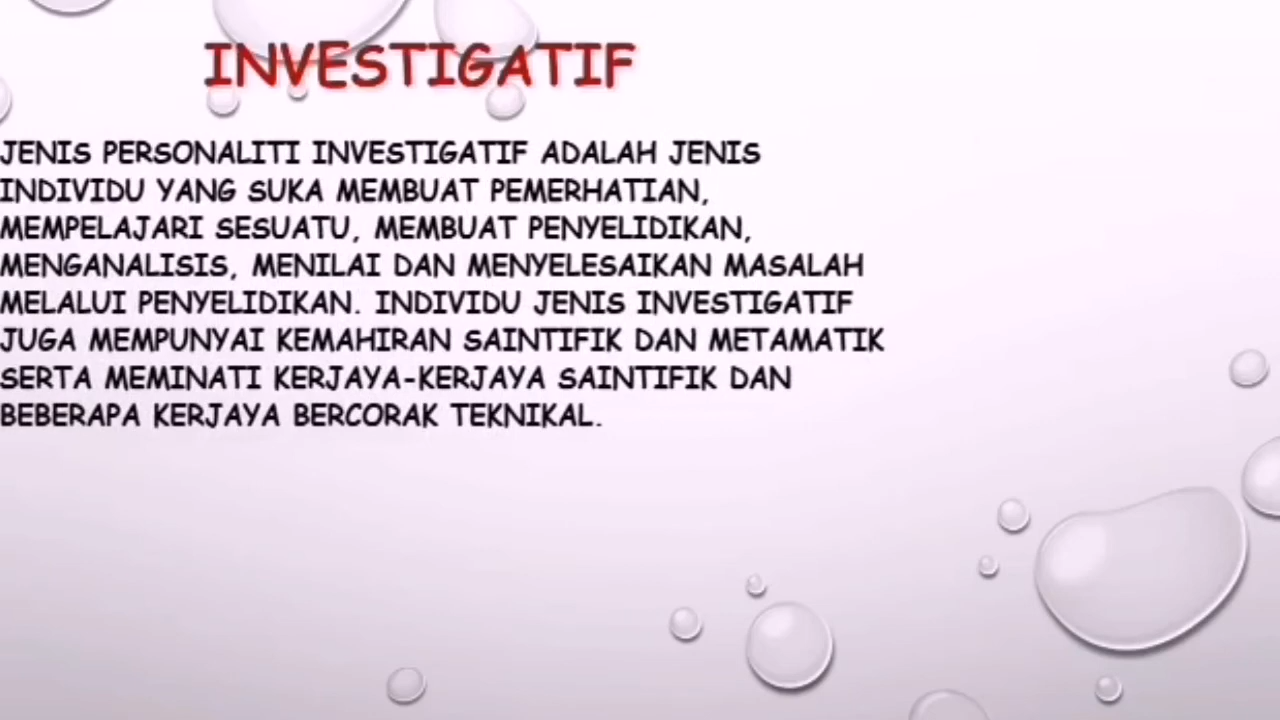 INVESTIGATIF
JENIS PERSONALITI INVESTIGATIF ADALAH JENIS
INDIVIDU YANG SUKA MEMBUAT PEMERHATIAN,
MEMPELAJARI SESUATU, MEMBUAT PENYELIDIKAN,
MENGANALISIS, MENILAI DAN MENYELESAIKAN MASALAH
MELALUI PENYELIDIKAN. INDIVIDU JENIS INVESTIGATIF
JUGA MEMPUNYAI KEMAHIRAN SAINTIFIK DAN METAMATIK
SERTA MEMINATI KERJAYA-KERJAYA SAINTIFIK DAN
BEBERAPA KERJAYA BERCORAK TEKNIKAL.